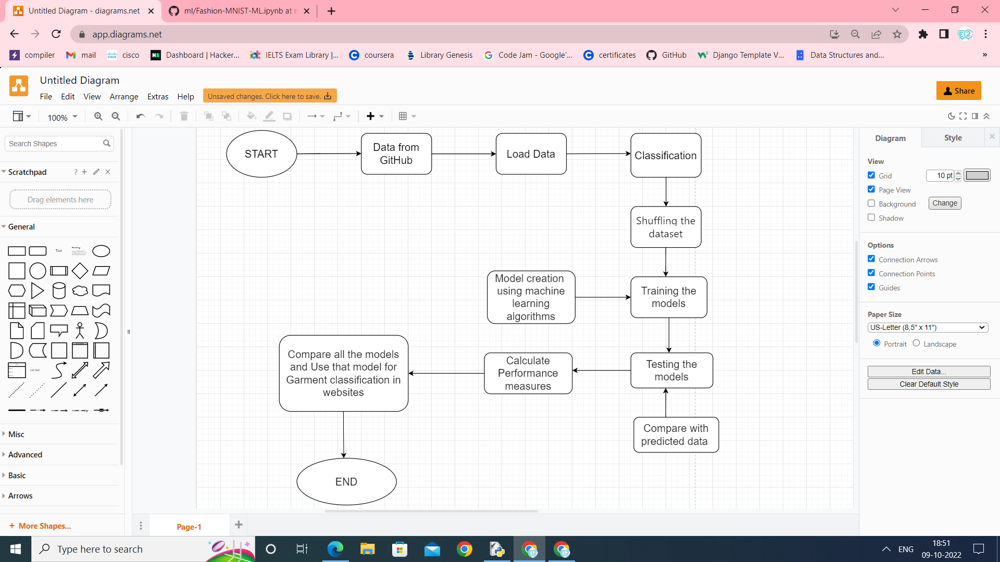 Untitled Diagram - diagrams.net
ml/Fashion-MNIST-ML.ipynb at
app.diagrams.net
compiler
mail
cisco
Dashboard | Hacker...
IELTS Exam Library |...
coursera
Library Genesis
Code Jam - Google'...
certificates
GitHub
Django Template V...
Data Structures and...
»
Untitled Diagram
File Edit View Arrange Extras Help
Unsaved changes. Click here to save.
Share
100%
Search Shapes
Scratchpad
?
Drag elements here
General
Text
Heading
List Item
Misc
Advanced
Basic
Arrows
+ More Shapes...
START
Data from
GitHub
Load Data
Classification
Shuffling the
dataset
Model creation
using machine
learning
algorithms
Training the
models
Compare all the models
and Use that model for
Garment classification in
websites
Calculate
Performance
measures
Testing the
models
Compare with
predicted data
END
Page-1
Diagram
Style
View
Grid
10 pt
Page View
Background
Change
Shadow
Options
Connection Arrows
Connection Points
Guides
Paper Size
US-Letter (8,5" x 11")
Portrait
Landscape
Edit Data...
Clear Default Style
Type here to search
ENG
18:51
09-10-2022